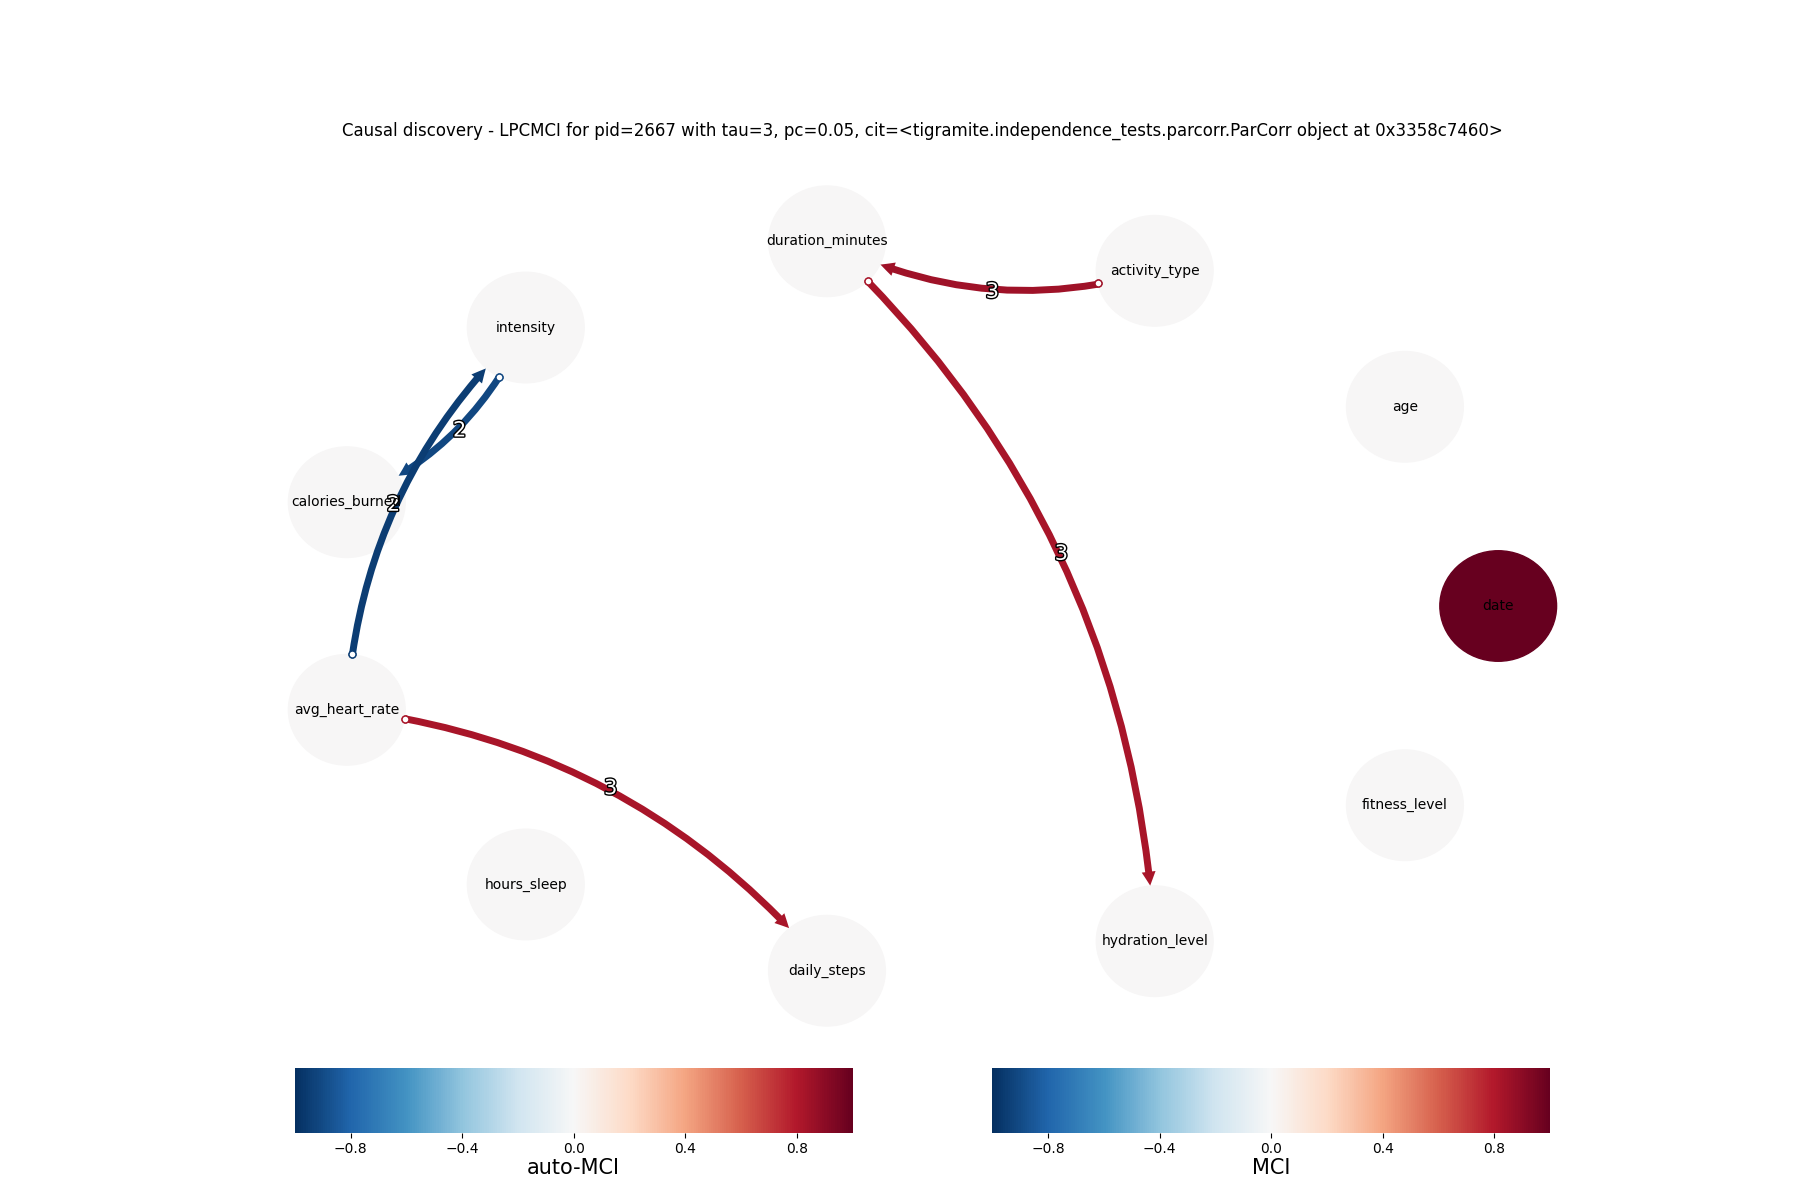 Causal discovery - LPCMCI for pid=2667 with tau=3, pc=0.05, cit=<tigramite.independence_tests.parcorr.ParCorr object at 0x3358c7460>
duration_minutes
activity_type
3
intensity
age
2
calories_burned
2
3
date
avg_heart_rate
3
fitness_level
hours_sleep
hydration_level
daily_steps
−0.8 −0.4 0.0 0.4 0.8
auto-MCI
−0.8 −0.4 0.0 0.4 0.8
MCI